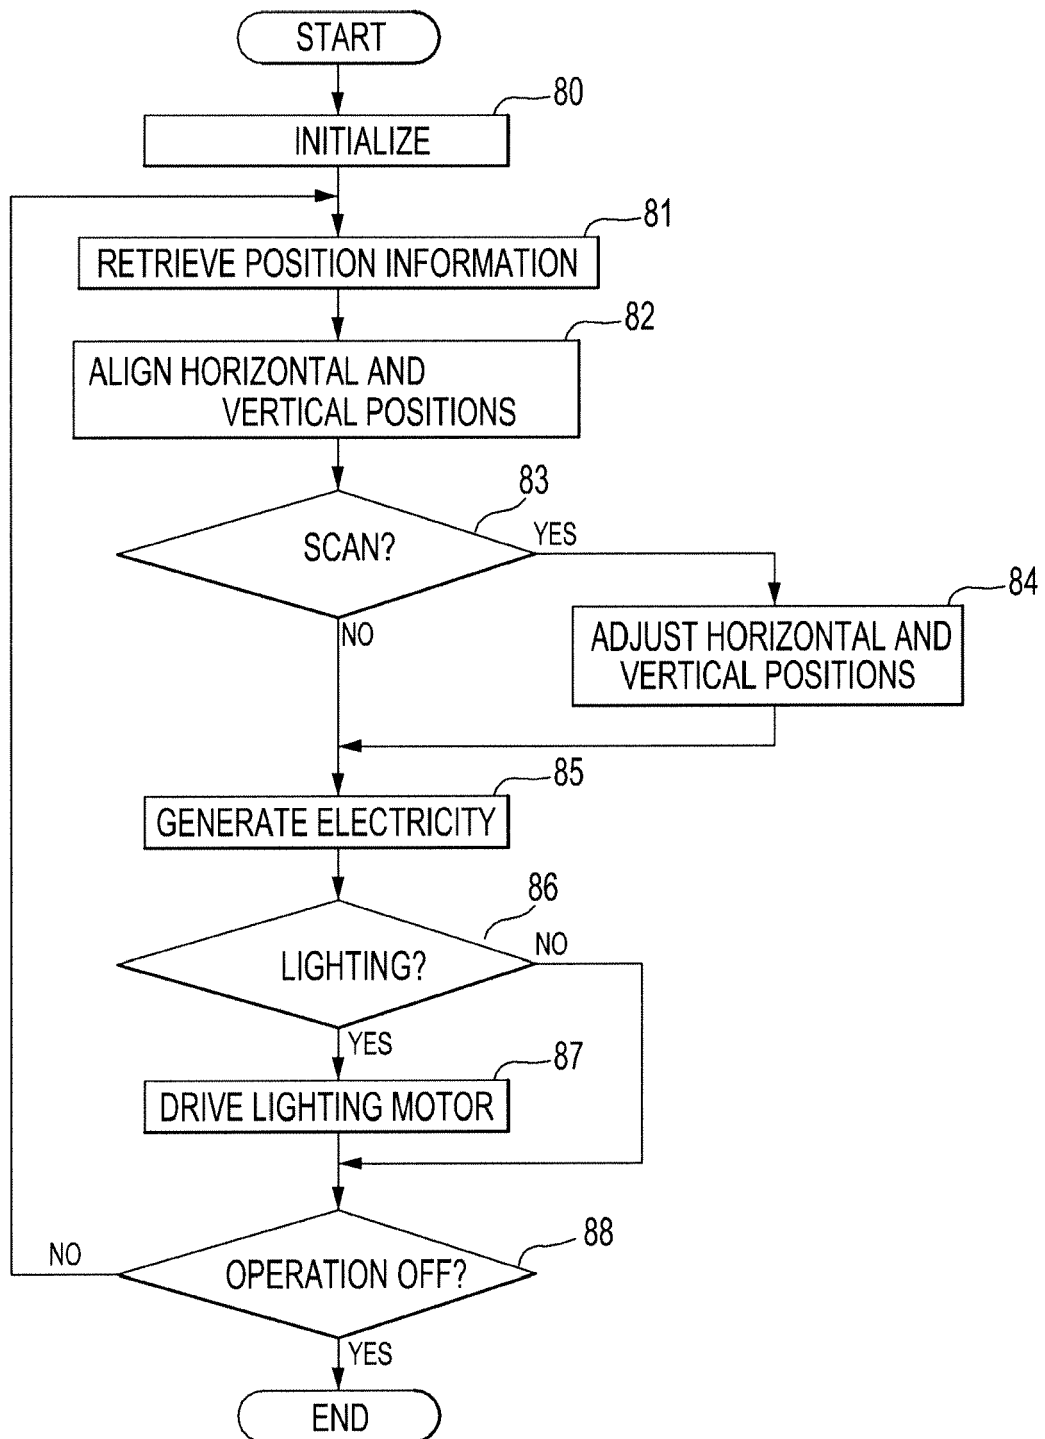 START
80
INITIALIZE
81
RETRIEVE POSITION INFORMATION
82
ALIGN HORIZONTAL AND
VERTICAL POSITIONS
83
SCAN?
YES
NO
84
ADJUST HORIZONTAL AND
VERTICAL POSITIONS
85
GENERATE ELECTRICITY
86
LIGHTING?
NO
YES
87
DRIVE LIGHTING MOTOR
88
OPERATION OFF?
NO
YES
END